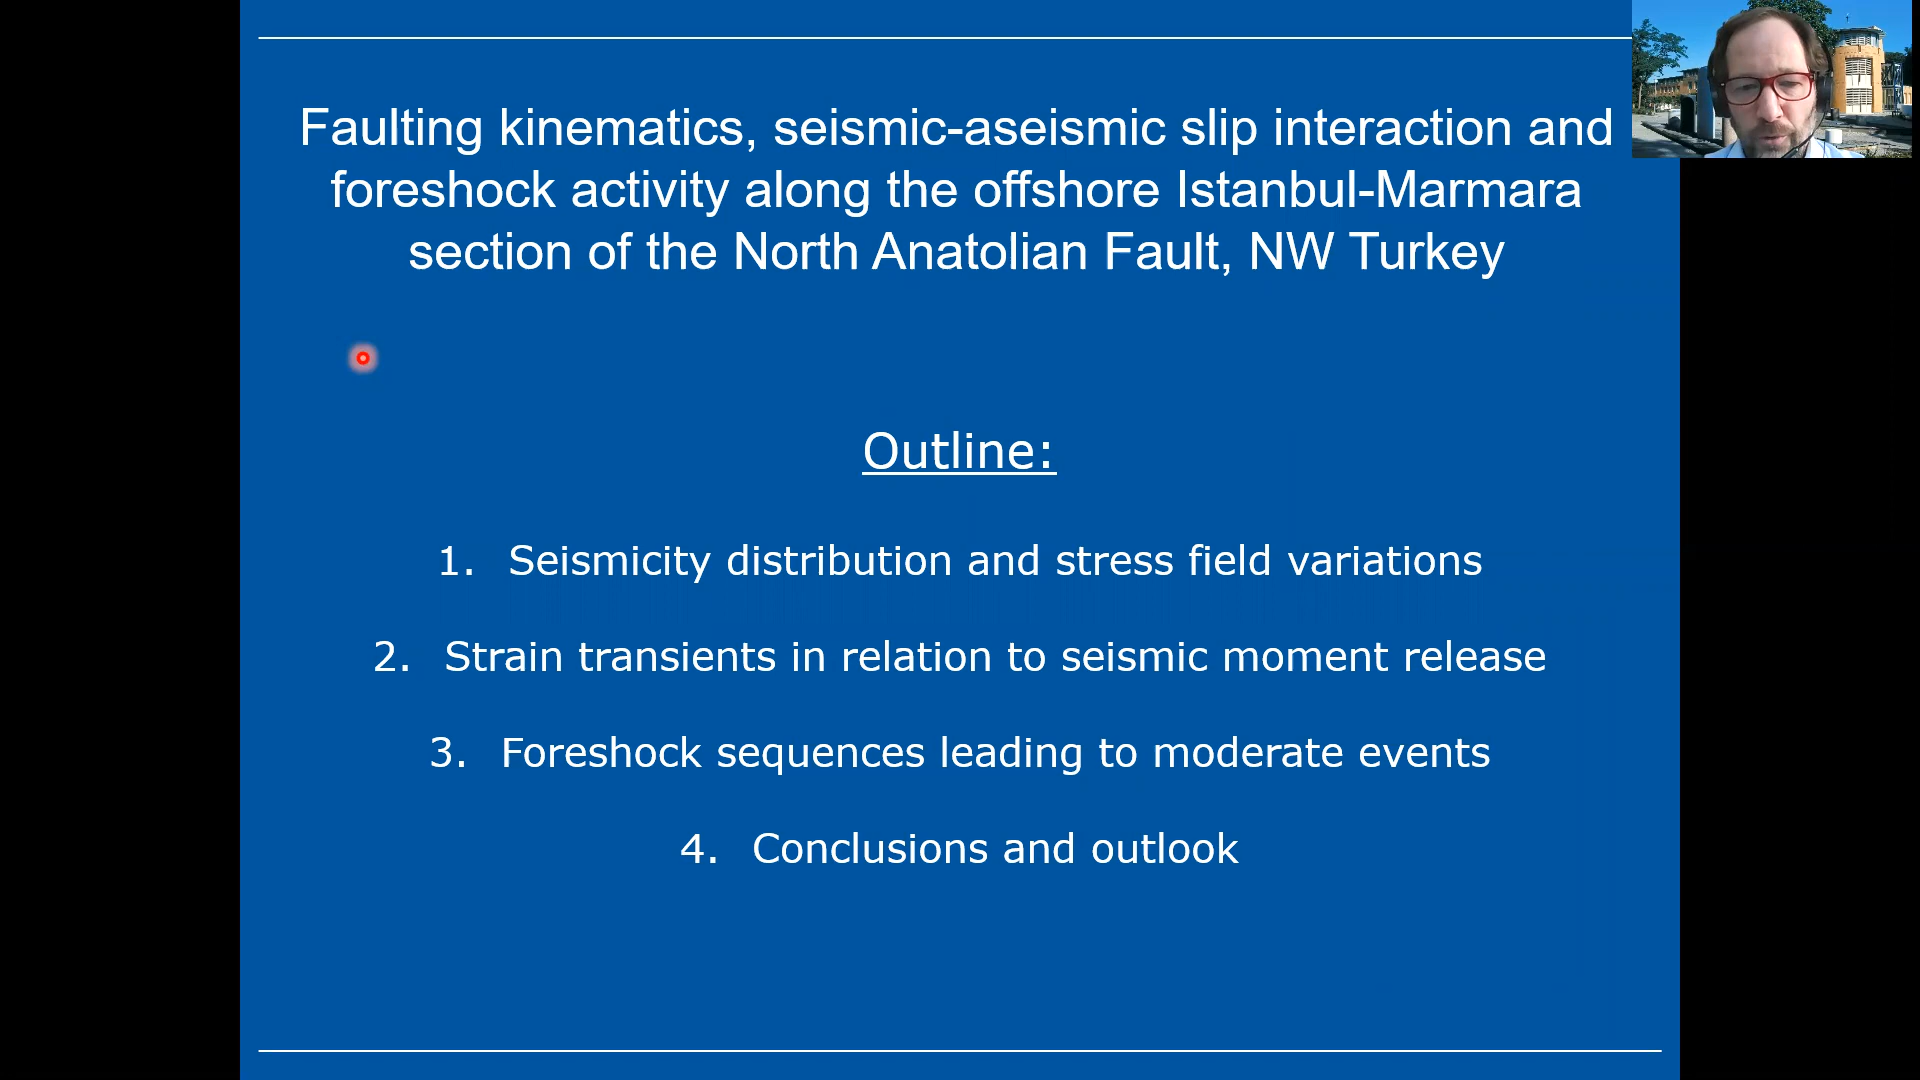 Faulting kinematics, seismic-aseismic slip interaction and
foreshock activity along the offshore Istanbul-Marmara
section of the North Anatolian Fault, NW Turkey
Outline:
1. Seismicity distribution and stress field variations
2. Strain transients in relation to seismic moment release
3. Foreshock sequences leading to moderate events
4. Conclusions and outlook